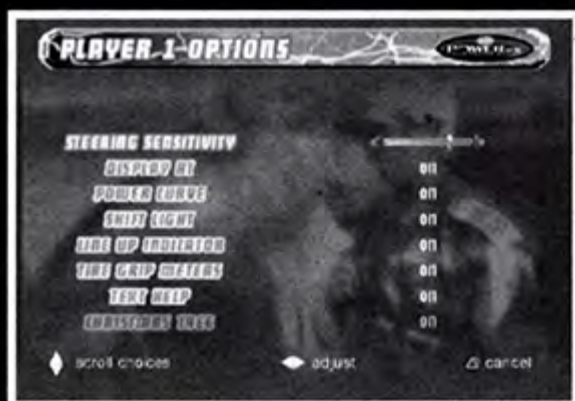 PLAYER 1 OPTIONS
STEERING SENSITIVITY
DISPLAY ET ON
POWER CURVE ON
SHIFT LIGHT ON
LINE UP INDICATOR ON
TIRE GRIP METERS ON
TEXT HELP ON
CHRISTMAS TREE ON
scroll choices adjust cancel